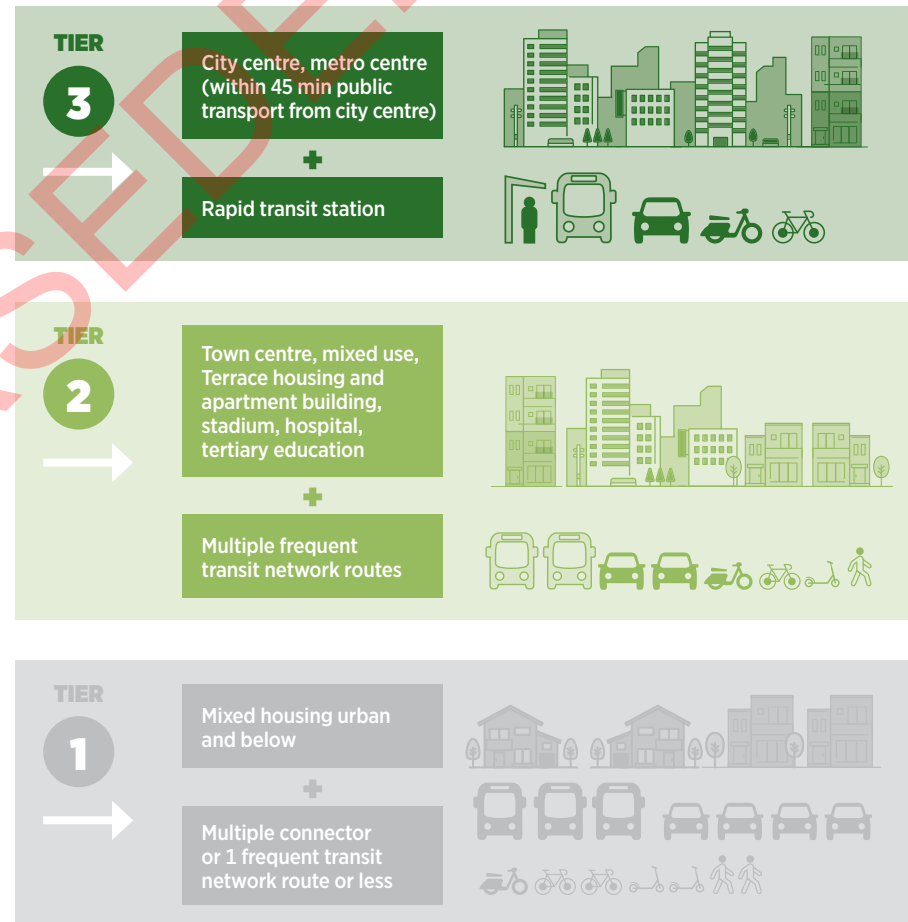 TIER
3
City centre, metro centre
(within 45 min public
transport from city centre)
+
Rapid transit station
TIER
2
Town centre, mixed use,
Terrace housing and
apartment building,
stadium, hospital,
tertiary education
+
Multiple frequent
transit network routes
TIER
1
Mixed housing urban
and below
+
Multiple connector
or 1 frequent transit
network route or less